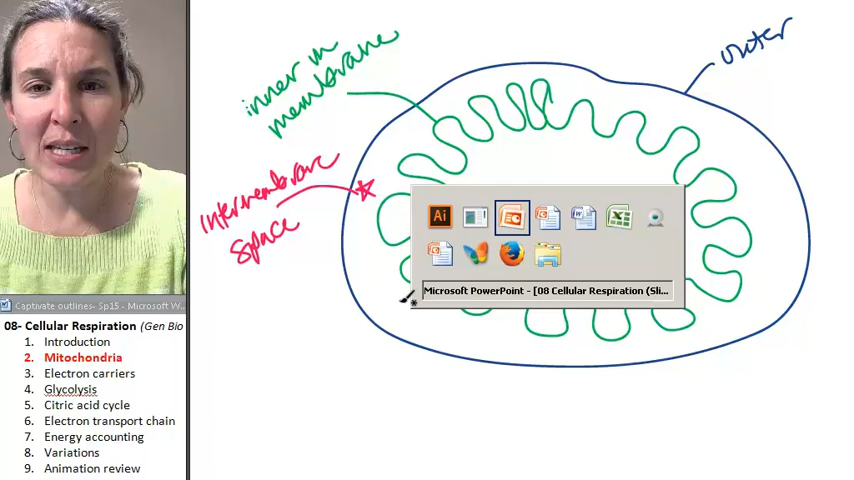 outer
inner m
membrane
Intermembrane
space
Ai
Microsoft PowerPoint - [08 Cellular Respiration (Sli...
Captivate outlines- Sp15 - Microsoft W...
08- Cellular Respiration (Gen Bio
1. Introduction
2. Mitochondria
3. Electron carriers
4. Glycolysis
5. Citric acid cycle
6. Electron transport chain
7. Energy accounting
8. Variations
9. Animation review